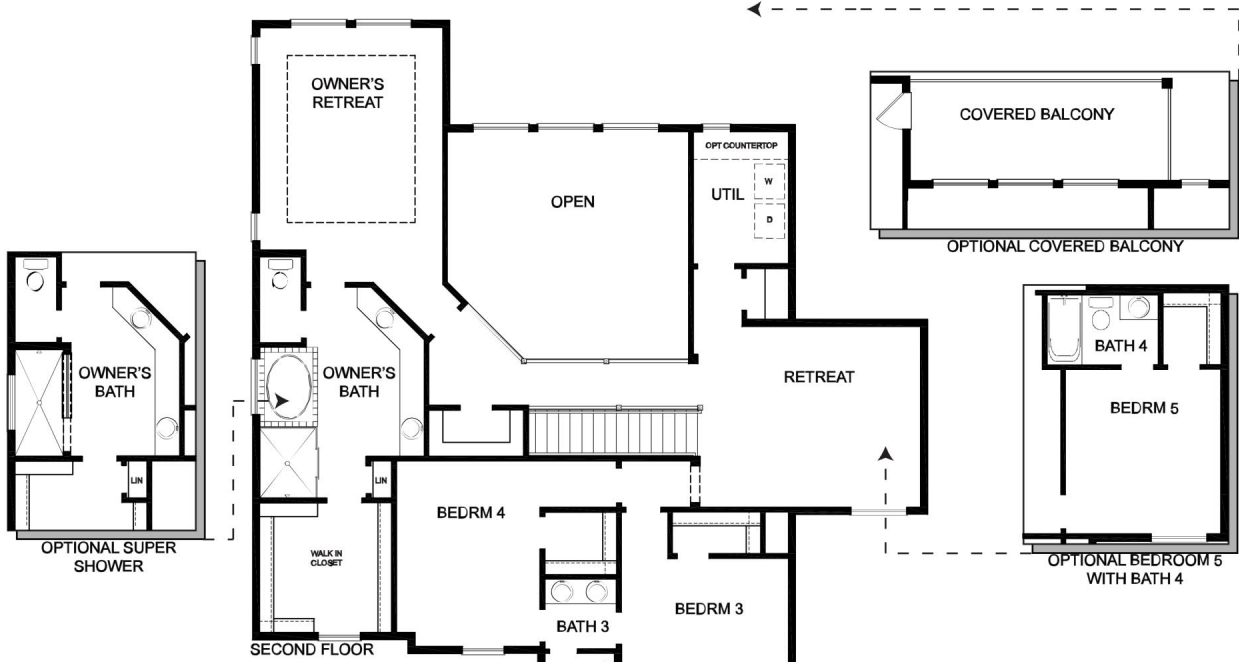 OWNER'S
RETREAT
OPEN
OPT COUNTERTOP
UTIL
W
D
COVERED BALCONY
OPTIONAL COVERED BALCONY
OWNER'S
BATH
LIN
OPTIONAL SUPER
SHOWER
OWNER'S
BATH
LIN
WALK IN
CLOSET
SECOND FLOOR
BEDRM 4
BATH 3
BEDRM 3
RETREAT
BATH 4
BEDRM 5
OPTIONAL BEDROOM 5
WITH BATH 4